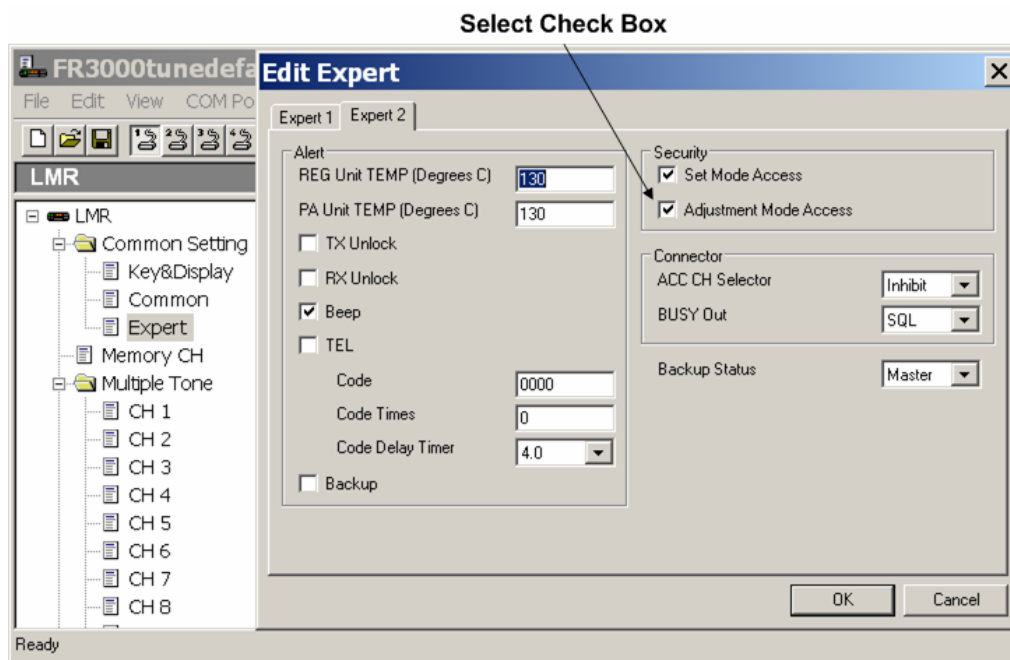 Select Check Box
FR3000tunedefa
File Edit View COM Po
LMR
LMR
Common Setting
Key&Display
Common
Expert
Memory CH
Multiple Tone
CH 1
CH 2
CH 3
CH 4
CH 5
CH 6
CH 7
CH 8
Ready
Edit Expert
Expert 1 Expert 2
Alert
REG Unit TEMP (Degrees C) 130
PA Unit TEMP (Degrees C) 130
TX Unlock
RX Unlock
Beep
TEL
Code 0000
Code Times 0
Code Delay Timer 4.0
Backup
Security
Set Mode Access
Adjustment Mode Access
Connector
ACC CH Selector Inhibit
BUSY Out SQL
Backup Status Master
OK Cancel